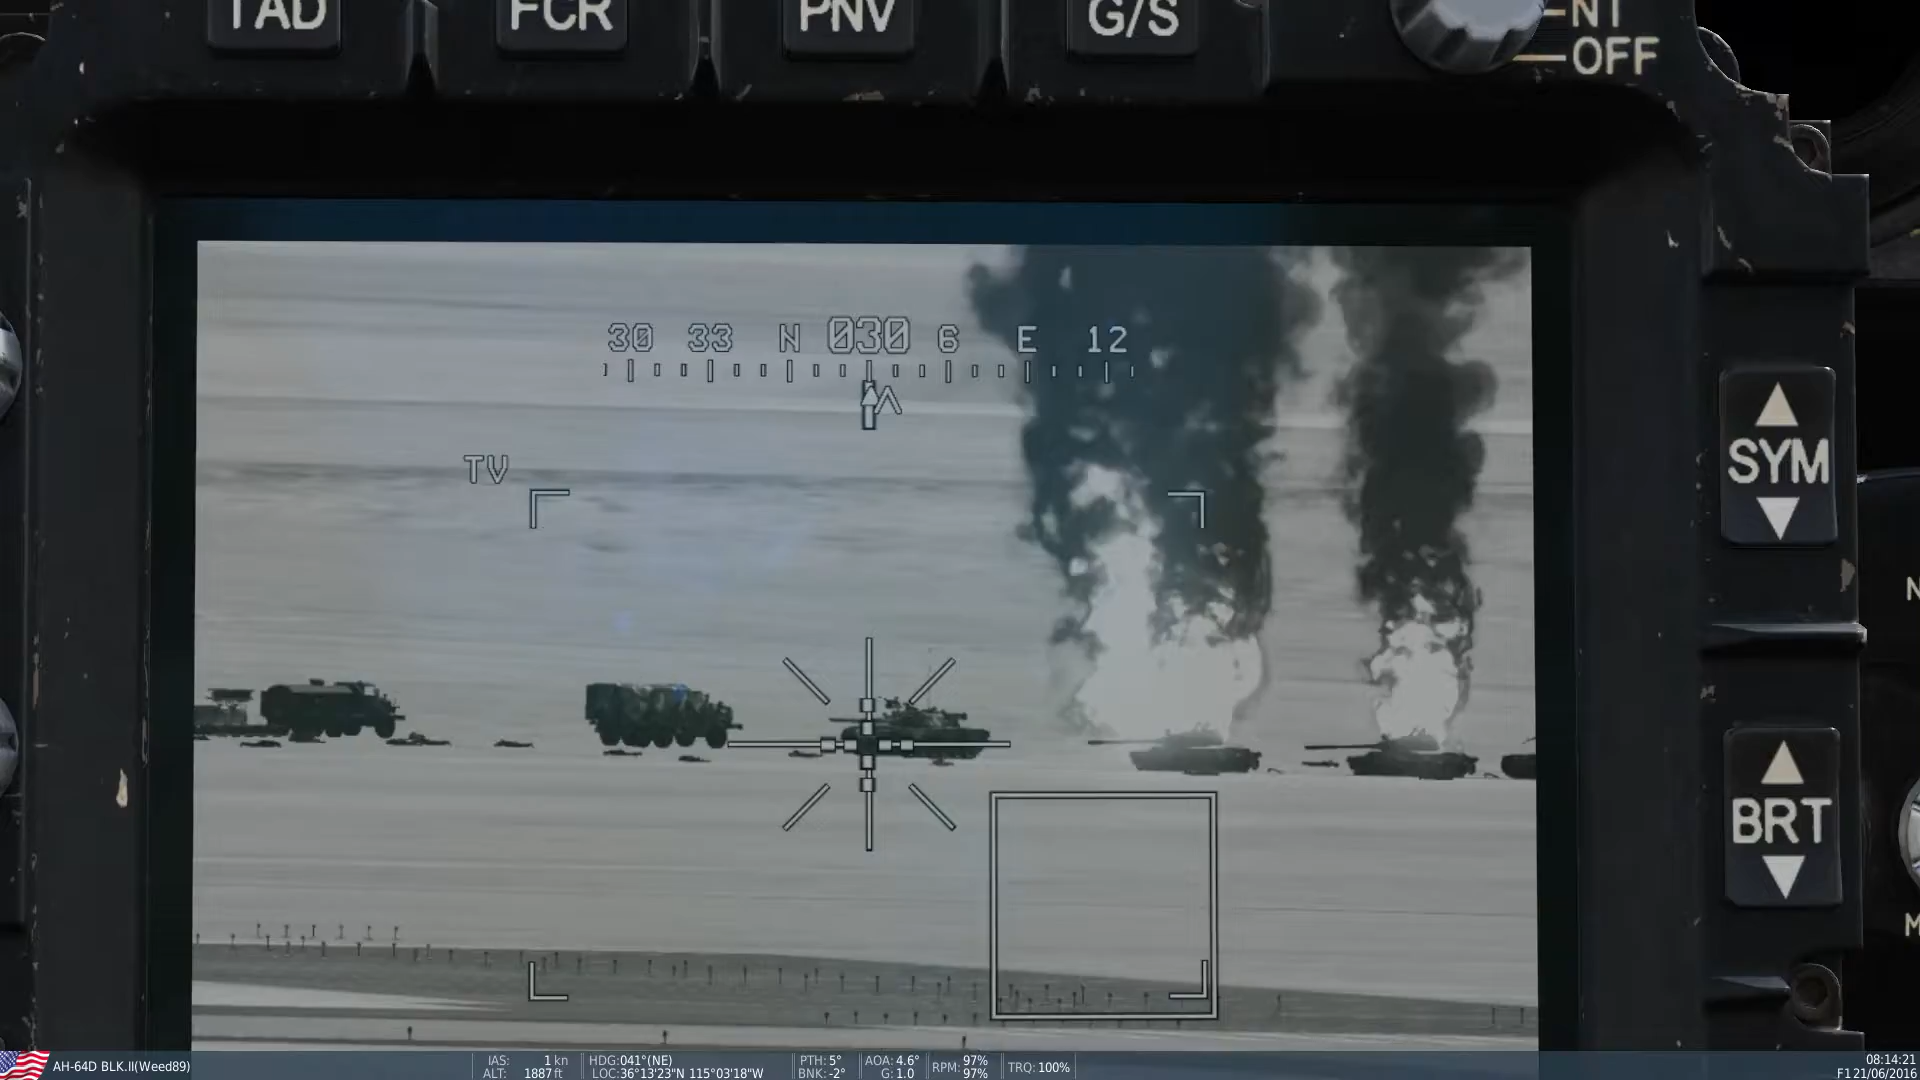 TAD FCR PNV G/S NT
OFF
30 33 N 030 6 E 12
TV
SYM
BRT
N
M
AH-64D BLK.II(Weed89)
IAS: 1 kn
ALT: 1887 ft
HDG:041°(NE)
LOC:36°13'23"N 115°03'18"W
PTH: 5°
BNK: -2°
AOA: 4.6°
G: 1.0
RPM: 97%
97%
TRQ: 100%
08:14:21
F1 21/06/2016